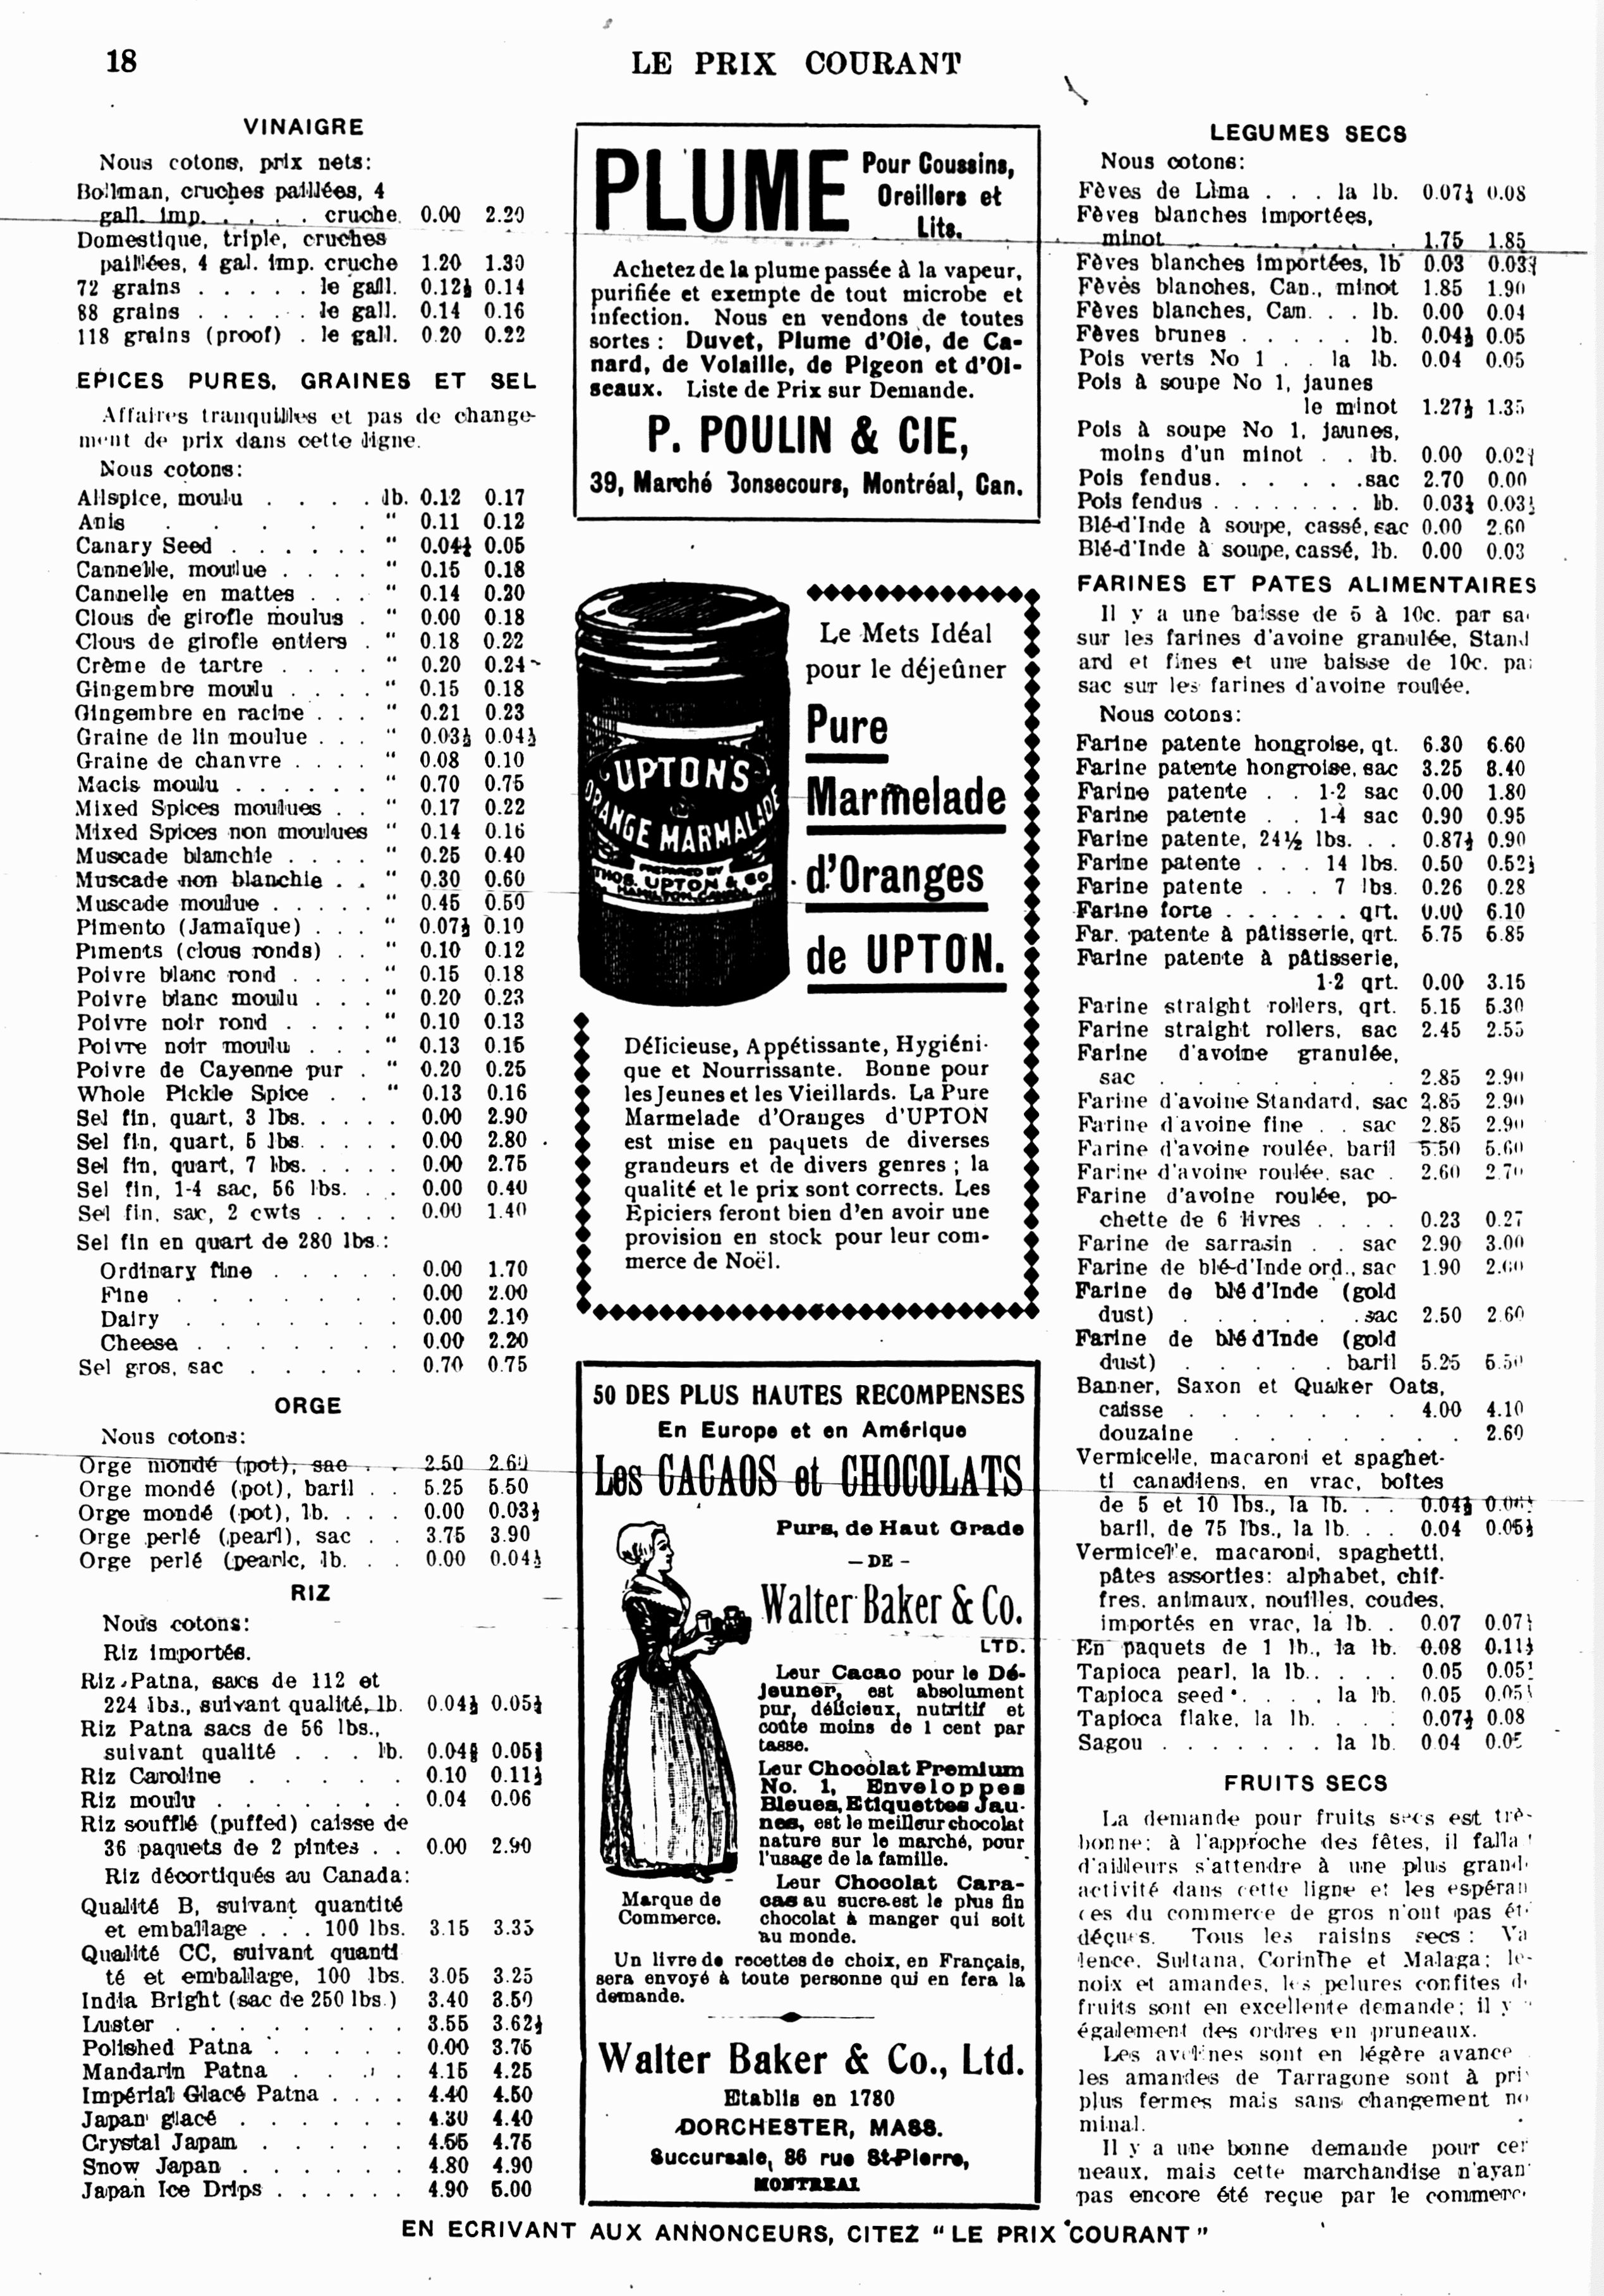 18
LE PRIX COURANT
VINAIGRE
Nous cotons, prix nets:
Bollman, cruches paillées, 4
gall. imp. . . . . cruche. 0.00 2.20
Domestique, triple, cruches
paillées, 4 gal. imp. cruche 1.20 1.30
72 grains . . . . . le gall. 0.12½ 0.14
88 grains . . . . . le gall. 0.14 0.16
118 grains (proof) . le gall. 0.20 0.22
EPICES PURES, GRAINES ET SEL
Affaires tranquilles et pas de change-
ment de prix dans cette ligne.
Nous cotons:
Allspice, moulu . . . . lb. 0.12 0.17
Anis . . . . . " 0.11 0.12
Canary Seed . . . . . . " 0.04½ 0.05
Cannelle, moulue . . . . " 0.15 0.18
Cannelle en mattes . . . " 0.14 0.20
Clous de girofle moulus . " 0.00 0.18
Clous de girofle entiers . " 0.18 0.22
Crème de tartre . . . . " 0.20 0.24
Gingembre moulu . . . . " 0.15 0.18
Gingembre en racine . . . " 0.21 0.23
Graine de lin moulue . . . " 0.03½ 0.04½
Graine de chanvre . . . . " 0.08 0.10
Macis moulu . . . . . . " 0.70 0.75
Mixed Spices moulues . . " 0.17 0.22
Mixed Spices non moulues " 0.14 0.16
Muscade blanchie . . . . " 0.25 0.40
Muscade non blanchie . . " 0.30 0.60
Muscade moulue . . . . . " 0.45 0.50
Pimento (Jamaïque) . . . " 0.07½ 0.10
Piments (clous ronds) . . " 0.10 0.12
Poivre blanc rond . . . . " 0.15 0.18
Poivre blanc moulu . . . " 0.20 0.23
Poivre noir rond . . . . " 0.10 0.13
Poivre noir moulu . . . " 0.13 0.15
Poivre de Cayenne pur . " 0.20 0.25
Whole Pickle Spice . . " 0.13 0.16
Sel fin, quart, 3 lbs. . . . . 0.00 2.90
Sel fin, quart, 5 lbs. . . . . 0.00 2.80
Sel fin, quart, 7 lbs. . . . . 0.00 2.75
Sel fin, 1-4 sac, 56 lbs. . . . 0.00 0.40
Sel fin, sac, 2 cwts . . . . 0.00 1.40
Sel fin en quart de 280 lbs.:
Ordinary fine . . . . . 0.00 1.70
Fine . . . . . . . 0.00 2.00
Dairy . . . . . . . 0.00 2.10
Cheese . . . . . . . 0.00 2.20
Sel gros, sac . . . . . 0.70 0.75
ORGE
Nous cotons:
Orge mondé (pot), sac . . 2.50 2.60
Orge mondé (pot), baril . . 5.25 5.50
Orge mondé (pot), lb. . . . 0.00 0.03½
Orge perlé (pearl), sac . . 3.75 3.90
Orge perlé (pearlc, lb. . . 0.00 0.04½
RIZ
Nous cotons:
Riz importés.
Riz Patna, sacs de 112 et
224 lbs., suivant qualité, lb. 0.04½ 0.05¼
Riz Patna sacs de 56 lbs.,
suivant qualité . . . lb.
Riz Caroline . . . . . 0.10 0.11½
Riz moulu . . . . . . . 0.04 0.06
Riz soufflé (puffed) caisse de
36 paquets de 2 pintes . . 0.00 2.90
Riz décortiqués au Canada:
Qualité B, suivant quantité
et emballage . . . 100 lbs. 3.15 3.35
Qualité CC, suivant quanti
té et emballage, 100 lbs. 3.05 3.25
India Bright (sac de 250 lbs.) 3.40 3.50
Luster . . . . . . . . 3.55 3.62½
Polished Patna . . . . . 0.00 3.75
Mandarin Patna . . . . 4.15 4.25
Impérial Glacé Patna . . . . 4.40 4.50
Japan glacé . . . . . . 4.30 4.40
Crystal Japan . . . . . 4.65 4.75
Snow Japan . . . . . . 4.80 4.90
Japan Ice Drips . . . . . . 4.90 5.00
PLUME
Pour Coussins,
Oreillers et
Lits.
Achetez de la plume passée à la vapeur,
purifiée et exempte de tout microbe et
infection. Nous en vendons de toutes
sortes : Duvet, Plume d'Oie, de Ca-
nard, de Volaille, de Pigeon et d'Oi-
seaux. Liste de Prix sur Demande.
P. POULIN & CIE,
39, Marché Bonsecours, Montréal, Can.
UPTON'S
ORANGE MARMALADE
PREPARED BY
THOS. UPTON & CO
HAMILTON, CANADA
Le Mets Idéal
pour le déjeûner
Pure
Marmelade
d'Oranges
de UPTON.
Délicieuse, Appétissante, Hygiéni-
que et Nourrissante. Bonne pour
les Jeunes et les Vieillards. La Pure
Marmelade d'Oranges d'UPTON
est mise en paquets de diverses
grandeurs et de divers genres ; la
qualité et le prix sont corrects. Les
Epiciers feront bien d'en avoir une
provision en stock pour leur com-
merce de Noël.
50 DES PLUS HAUTES RECOMPENSES
En Europe et en Amérique
Les CACAOS et CHOCOLATS
Purs, de Haut Grade
— DE -
Walter Baker & Co.
LTD.
Leur Cacao pour le Dé-
jeuner, est absolument
pur, délicieux, nutritif et
coûte moins de 1 cent par
tasse.
Leur Chocolat Premium
No. 1, Enveloppes
Bleues, Etiquettes Jau-
nes, est le meilleur chocolat
nature sur le marché, pour
l'usage de la famille.
Leur Chocolat Cara-
cas au sucre est le plus fin
chocolat à manger qui soit
au monde.
Marque de
Commerce.
Un livre de recettes de choix, en Français,
sera envoyé à toute personne qui en fera la
demande.
Walter Baker & Co., Ltd.
Etablis en 1780
DORCHESTER, MASS.
Succursale, 86 rue St-Pierre,
MONTREAL
LEGUMES SECS
Nous cotons:
Fèves de Lima . . . la lb. 0.07½ 0.08
Fèves blanches importées,
minot . . . . . . . 1.75 1.85
Fèves blanches importées, lb 0.03
Fèves blanches, Can., minot 1.85 1.90
Fèves blanches, Can. . . lb. 0.00 0.04
Fèves brunes . . . . . lb. 0.04½ 0.05
Pois verts No 1 . . la lb. 0.04 0.05
Pois à soupe No 1, jaunes
le minot 1.27½ 1.35
Pois à soupe No 1, jaunes,
moins d'un minot . . lb. 0.00
Pois fendus. . . . . . .sac 2.70 0.00
Pois fendus . . . . . . . . lb.
Blé-d'Inde à soupe, cassé, sac 0.00 2.60
Blé-d'Inde à soupe, cassé, lb. 0.00 0.03
FARINES ET PATES ALIMENTAIRES
Il y a une baisse de 5 à 10c. par sa
sur les farines d'avoine granulée, Stand
ard et fines et une baisse de 10c. pa
sac sur les farines d'avoine roulée.
Nous cotons:
Farine patente hongroise, qt. 6.30 6.60
Farine patente hongroise, sac 3.25 8.40
Farine patente . . 1-2 sac 0.00 1.80
Farine patente . . 1-4 sac 0.90 0.95
Farine patente, 24½ lbs. . . 0.87½ 0.90
Farine patente . . . 14 lbs. 0.50 0.52½
Farine patente . . . 7 lbs. 0.26 0.28
Farine forte . . . . . . qrt. 0.00 6.10
Far. patente à pâtisserie, qrt. 6.75 6.85
Farine patente à pâtisserie,
1-2 qrt. 0.00 3.15
Farine straight rollers, qrt. 5.15 5.30
Farine straight rollers, sac 2.45 2.55
Farine d'avoine granulée,
sac . . . . . . . 2.85 2.90
Farine d'avoine Standard, sac 2.85 2.90
Farine d'avoine fine . . sac 2.85 2.90
Farine d'avoine roulée, baril 5.50 5.60
Farine d'avoine roulée, sac . 2.60 2.70
Farine d'avoine roulée, po-
chette de 6 livres . . . . 0.23 0.27
Farine de sarrasin . . sac 2.90 3.00
Farine de blé-d'Inde ord., sac 1.90 2.00
Farine de blé d'Inde (gold
dust) . . . . . . sac 2.50 2.60
Farine de blé d'Inde (gold
dust) . . . . . baril 5.25 5.50
Banner, Saxon et Quaker Oats,
caisse . . . . . . . 4.00 4.10
douzaine . . . . . . . 2.60
Vermicelle, macaroni et spaghet-
ti canadiens, en vrac, boîtes
de 5 et 10 lbs., la lb. . .
baril, de 75 lbs., la lb. . . 0.04 0.05½
Vermicelle, macaroni, spaghetti,
pâtes assorties: alphabet, chif-
fres, animaux, nouilles, coudes,
importés en vrac, la lb. . 0.07 0.07½
En paquets de 1 lb., la lb. 0.08 0.11½
Tapioca pearl, la lb. . . . . 0.05
Tapioca seed . . . . la lb. 0.05
Tapioca flake, la lb. . . . 0.07½ 0.08
Sagou . . . . . . . la lb. 0.04 0.05
FRUITS SECS
La demande pour fruits secs est trè-
bonne; à l'approche des fêtes, il falla
d'ailleurs s'attendre à une plus grand
activité dans cette ligne et les espéran
ces du commerce de gros n'ont pas ét
déçues. Tous les raisins secs : Va
lence, Sultana, Corinthe et Malaga; le
noix et amandes, les pelures confites d
fruits sont en excellente demande; il y
également des ordres en pruneaux.
Les avelines sont en légère avance
les amandes de Tarragone sont à pri
plus fermes mais sans changement no
minal.
Il y a une bonne demande pour cer
neaux, mais cette marchandise n'ayan
pas encore été reçue par le commerc
EN ECRIVANT AUX ANNONCEURS, CITEZ "LE PRIX COURANT"